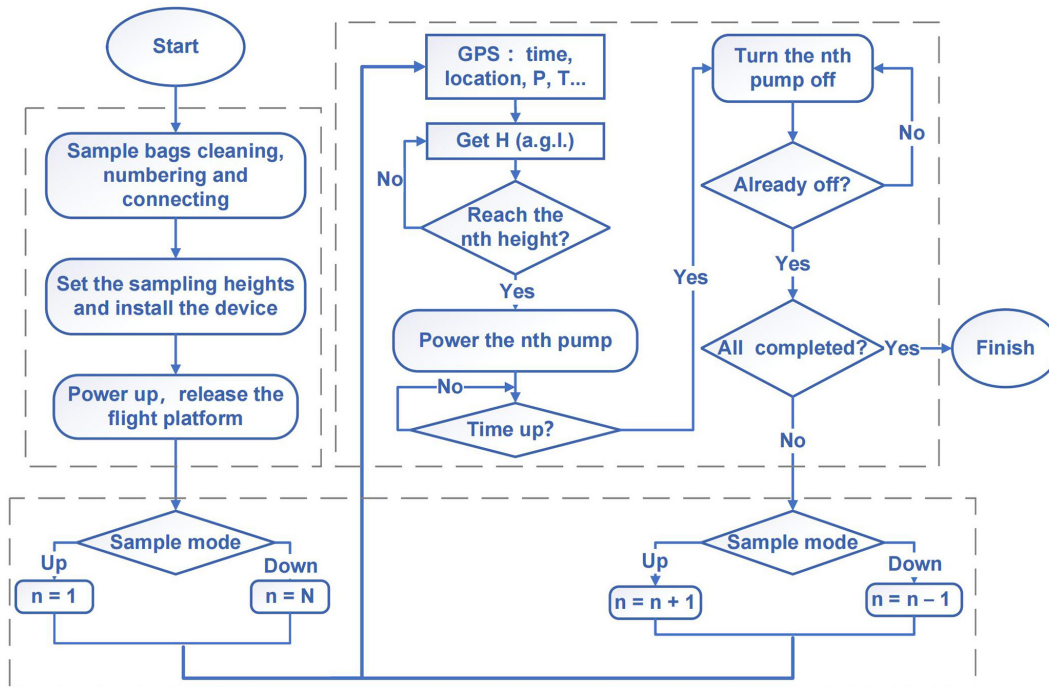 Start
Sample bags cleaning,
numbering and
connecting
Set the sampling heights
and install the device
Power up, release the
flight platform
Sample mode
Up
Down
n = 1
n = N
GPS : time,
location, P, T...
Get H (a.g.l.)
No
Reach the
nth height?
Yes
Power the nth pump
No
Time up?
Yes
Turn the nth
pump off
No
Already off?
Yes
All completed?
Yes
Finish
No
Sample mode
Up
Down
n = n + 1
n = n – 1